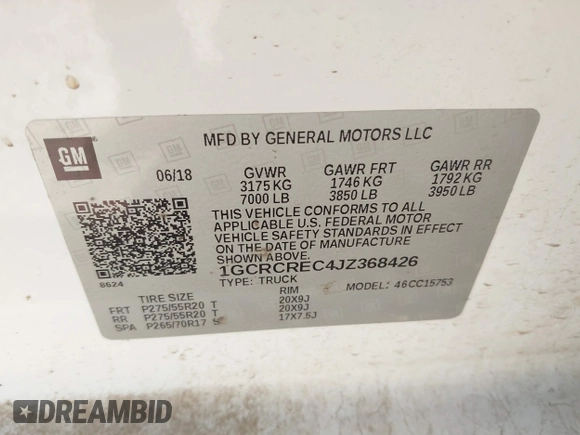 GM
MFD BY GENERAL MOTORS LLC
06/18 GVWR GAWR FRT GAWR RR
3175 KG 1746 KG 1792 KG
7000 LB 3850 LB 3950 LB
THIS VEHICLE CONFORMS TO ALL
APPLICABLE U.S. FEDERAL MOTOR
VEHICLE SAFETY STANDARDS IN EFFECT
ON THE DATE OF MANUFACTURE
SHOWN ABOVE.
8624
1GCRCREC4JZ368426
TYPE: TRUCK MODEL: 46CC15753
TIRE SIZE RIM
FRT P275/55R20 T 20X9J
RR P275/55R20 T 20X9J
SPA P265/70R17 S 17X7.5J
DREAMBID